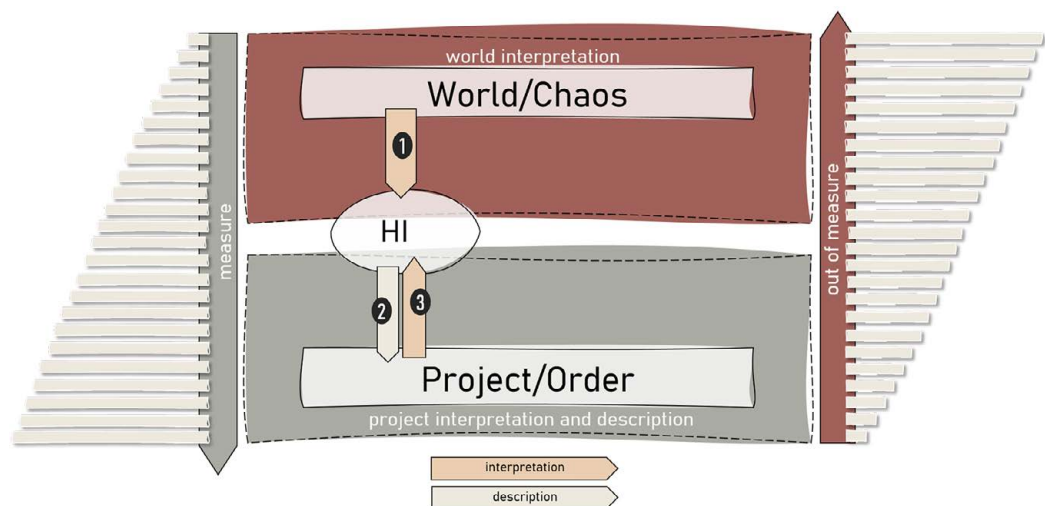 world interpretation
World/Chaos
1
HI
measure
out of measure
2
3
Project/Order
project interpretation and description
interpretation
description